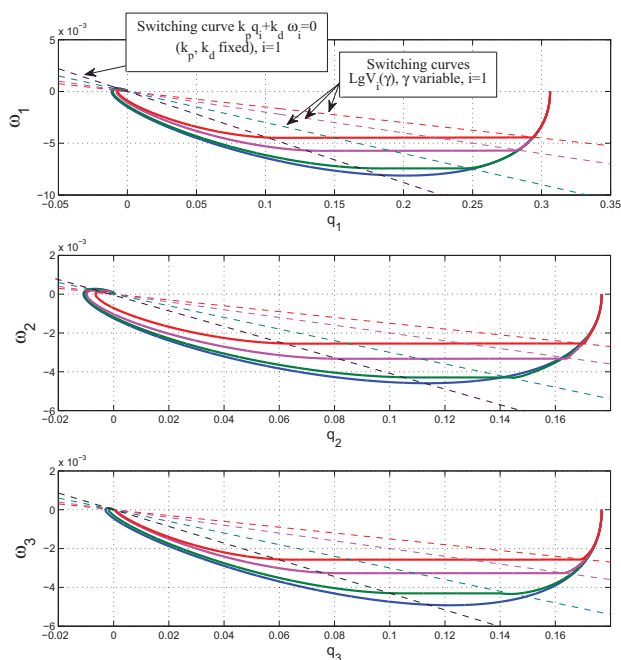 Switching curve k_p q_i+k_d ω_i=0
(k_p, k_d fixed), i=1
Switching curves
LgV_i(γ), γ variable, i=1
x 10^-3
5
0
−5
−10
ω_1
−0.05 0 0.05 0.1 0.15 0.2 0.25 0.3 0.35
q_1
x 10^-3
2
0
−2
−4
−6
ω_2
−0.02 0 0.02 0.04 0.06 0.08 0.1 0.12 0.14 0.16
q_2
x 10^-3
2
0
−2
−4
−6
ω_3
−0.02 0 0.02 0.04 0.06 0.08 0.1 0.12 0.14 0.16
q_3